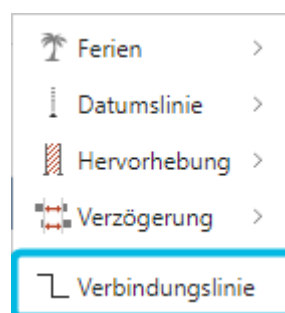 Ferien
Datumslinie
Hervorhebung
Verzögerung
Verbindungslinie